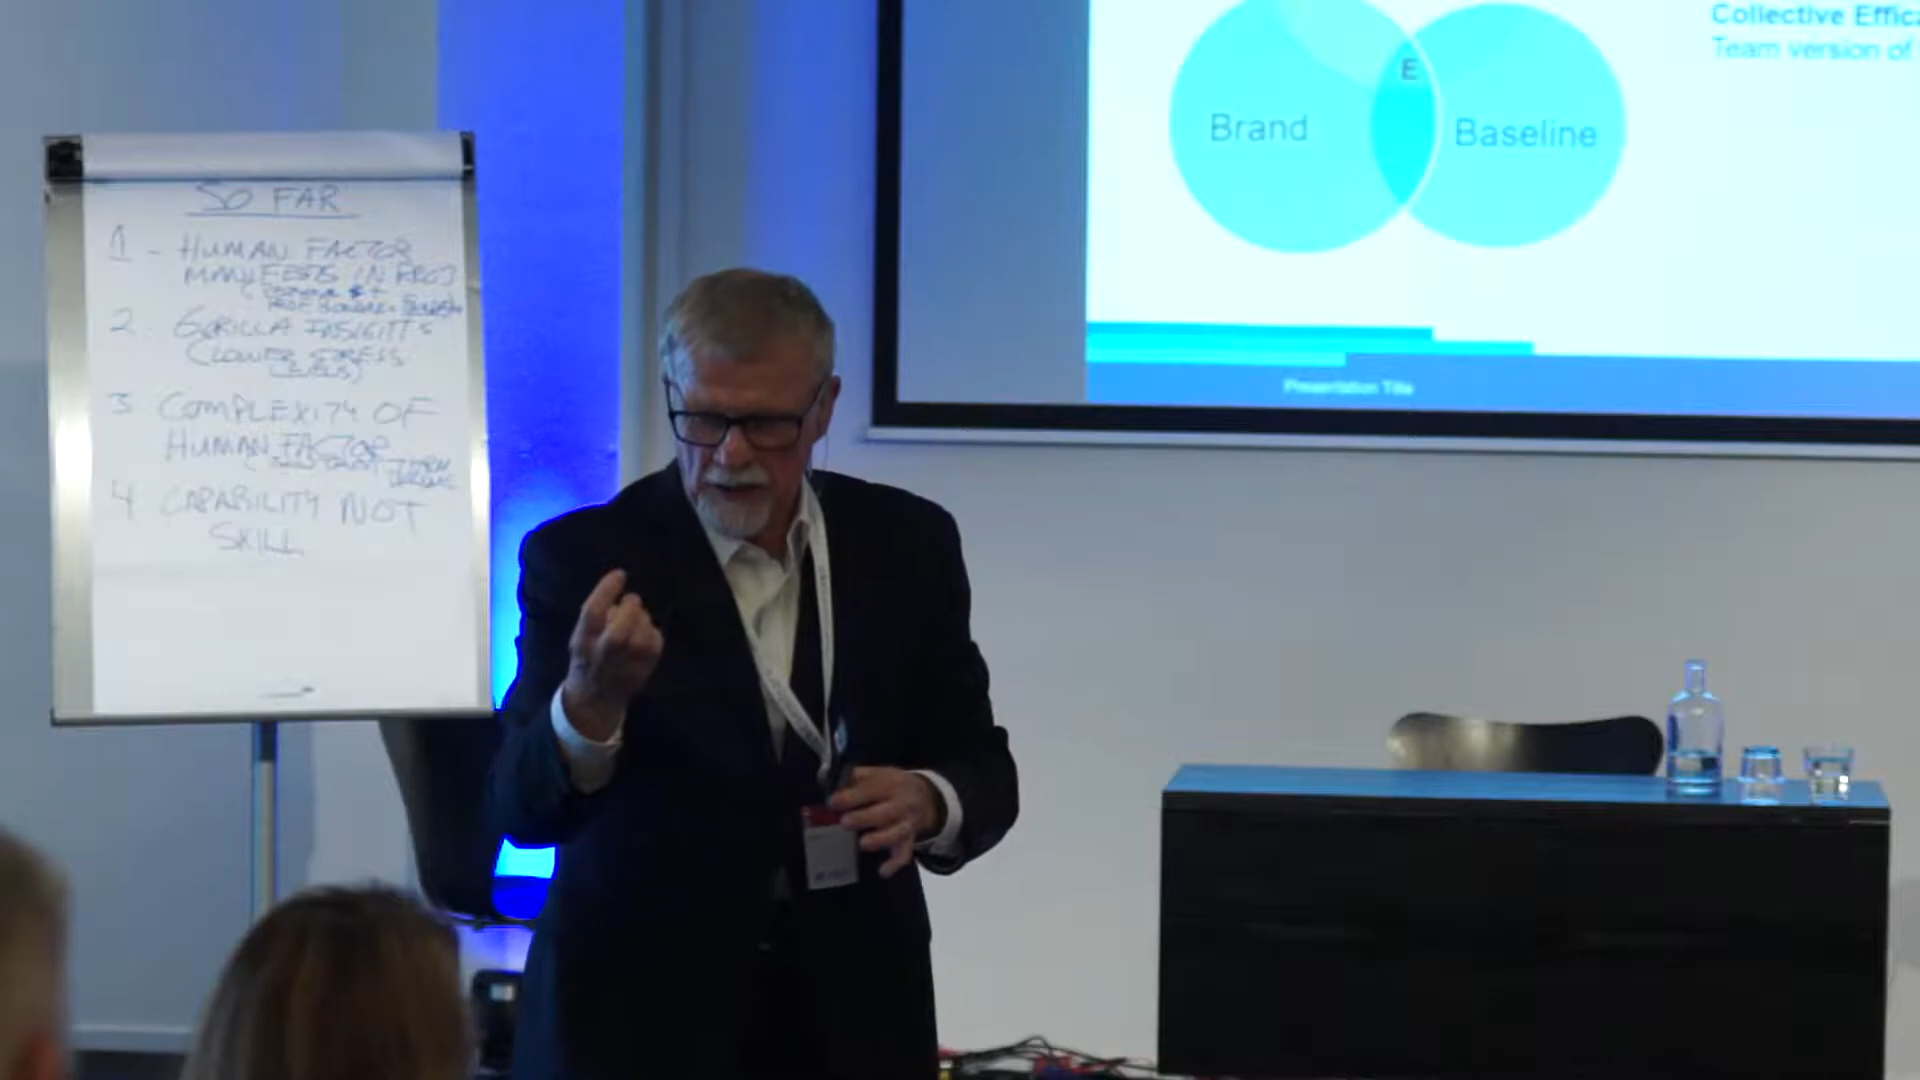 SO FAR
1 - HUMAN FACTOR
MANIFESTS IN PROJ
2 - GORILLA INSIGHTS
(LOWER STRESS
LEVELS)
3 COMPLEXITY OF
HUMAN FACTOR
4 CAPABILITY NOT
SKILL
Brand
E
Baseline
Collective Effic
Team version of
Presentation Title